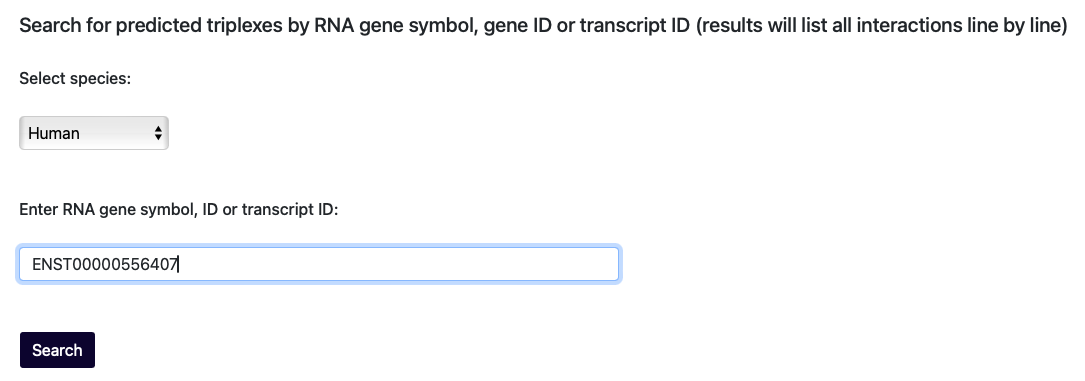 Search for predicted triplexes by RNA gene symbol, gene ID or transcript ID (results will list all interactions line by line)
Select species:
Human
Enter RNA gene symbol, ID or transcript ID:
ENST00000556407
Search